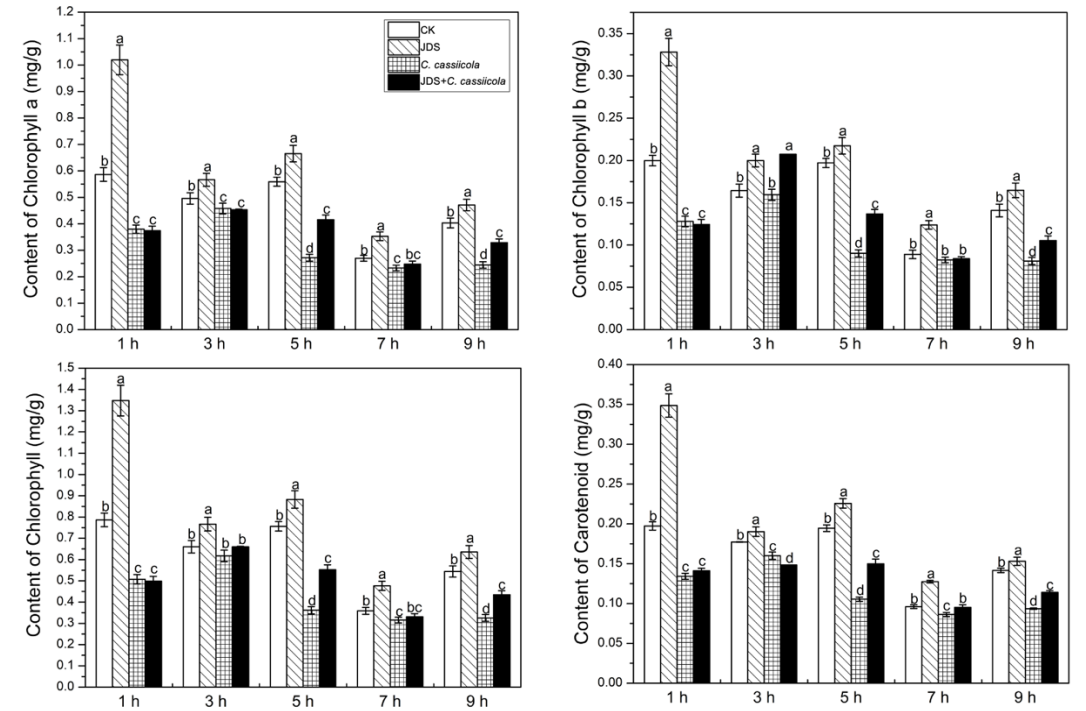 Content of Chlorophyll a (mg/g)
1.2
1.1
1.0
0.9
0.8
0.7
0.6
0.5
0.4
0.3
0.2
0.1
0.0
CK
JDS
C. cassiicola
JDS+C. cassiicola
b a c c
b a c c
b a d c
b a c bc
b a d c
1 h 3 h 5 h 7 h 9 h
Content of Chlorophyll b (mg/g)
0.35
0.30
0.25
0.20
0.15
0.10
0.05
0.00
b a c c
b a b a
b a d c
b a b b
b a d c
1 h 3 h 5 h 7 h 9 h
Content of Chlorophyll (mg/g)
1.5
1.4
1.3
1.2
1.1
1.0
0.9
0.8
0.7
0.6
0.5
0.4
0.3
0.2
0.1
0.0
b a c c
b a b b
b a d c
b a c bc
b a d c
1 h 3 h 5 h 7 h 9 h
Content of Carotenoid (mg/g)
0.40
0.35
0.30
0.25
0.20
0.15
0.10
0.05
0.00
b a c c
b a c d
b a d c
b a c b
b a d c
1 h 3 h 5 h 7 h 9 h